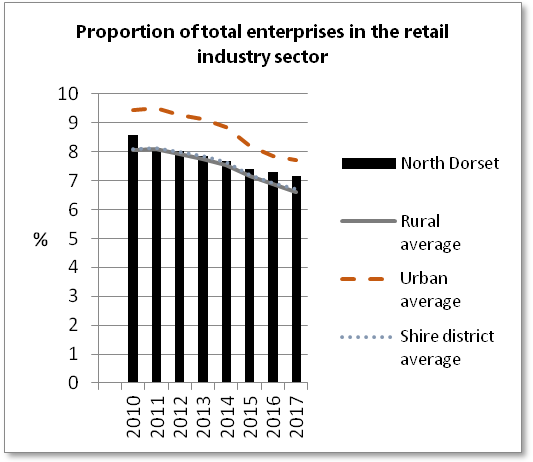 Proportion of total enterprises in the retail
industry sector
10
9
8
7
6
5
4
3
2
1
0
%
2010
2011
2012
2013
2014
2015
2016
2017
North Dorset
Rural
average
Urban
average
Shire district
average